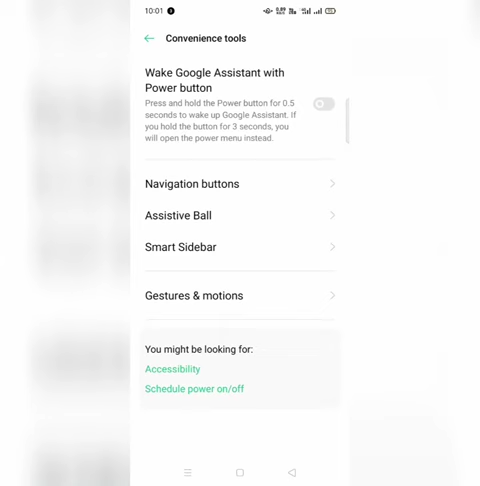 10:01
Convenience tools
Wake Google Assistant with
Power button
Press and hold the Power button for 0.5
seconds to wake up Google Assistant. If
you hold the button for 3 seconds, you
will open the power menu instead.
Navigation buttons
Assistive Ball
Smart Sidebar
Gestures & motions
You might be looking for:
Accessibility
Schedule power on/off